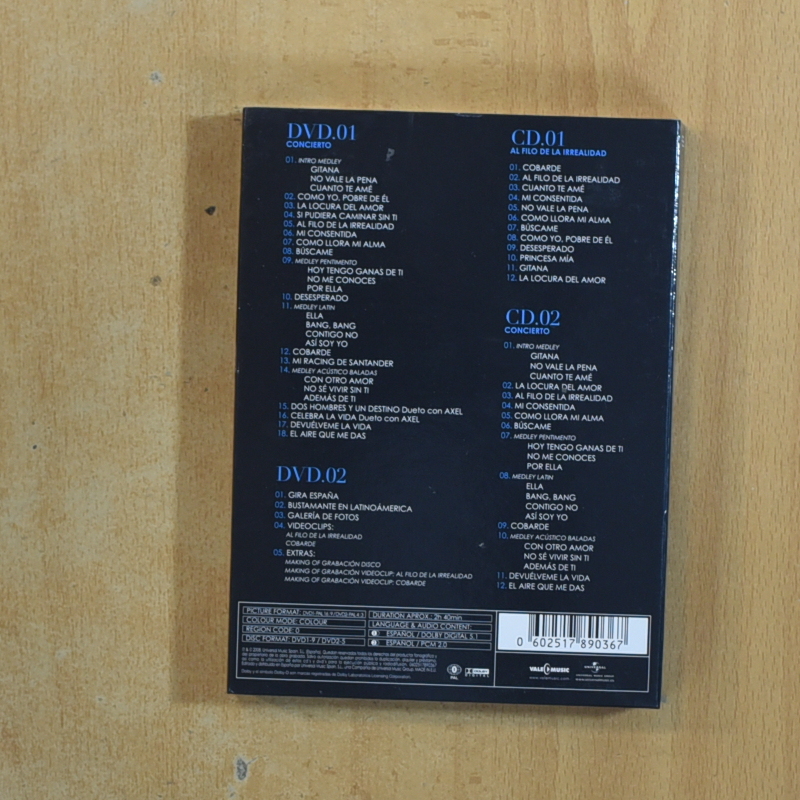 DVD.01
CONCIERTO
01. INTRO MEDLEY
GITANA
NO VALE LA PENA
CUANTO TE AMÉ
02. COMO YO, POBRE DE ÉL
03. LA LOCURA DEL AMOR
04. SI PUDIERA CAMINAR SIN TI
05. AL FILO DE LA IRREALIDAD
06. MI CONSENTIDA
07. COMO LLORA MI ALMA
08. BÚSCAME
09. MEDLEY PENTIMENTO
HOY TENGO GANAS DE TI
NO ME CONOCES
POR ELLA
10. DESESPERADO
11. MEDLEY LATIN
ELLA
BANG. BANG
CONTIGO NO
ASÍ SOY YO
12. COBARDE
13. MI RACING DE SANTANDER
14. MEDLEY ACÚSTICO BALADAS
CON OTRO AMOR
NO SÉ VIVIR SIN TI
ADEMÁS DE TI
15. DOS HOMBRES Y UN DESTINO Dueto con AXEL
16. CELEBRA LA VIDA Dueto con AXEL
17. DEVUÉLVEME LA VIDA
18. EL AIRE QUE ME DAS
DVD.02
01. GIRA ESPAÑA
02. BUSTAMANTE EN LATINOÁMERICA
03. GALERÍA DE FOTOS
04. VIDEOCLIPS:
AL FILO DE LA IRREALIDAD
COBARDE
05. EXTRAS:
MAKING OF GRABACIÓN DISCO
MAKING OF GRABACIÓN VIDEOCLIP: AL FILO DE LA IRREALIDAD
MAKING OF GRABACIÓN VIDEOCLIP: COBARDE
CD.01
AL FILO DE LA IRREALIDAD
01. COBARDE
02. AL FILO DE LA IRREALIDAD
03. CUANTO TE AMÉ
04. MI CONSENTIDA
05. NO VALE LA PENA
06. COMO LLORA MI ALMA
07. BÚSCAME
08. COMO YO, POBRE DE ÉL
09. DESESPERADO
10. PRINCESA MÍA
11. GITANA
12. LA LOCURA DEL AMOR
CD.02
CONCIERTO
01. INTRO MEDLEY
GITANA
NO VALE LA PENA
CUANTO TE AMÉ
02. LA LOCURA DEL AMOR
03. AL FILO DE LA IRREALIDAD
04. MI CONSENTIDA
05. COMO LLORA MI ALMA
06. BÚSCAME
07. MEDLEY PENTIMENTO
HOY TENGO GANAS DE TI
NO ME CONOCES
POR ELLA
08. MEDLEY LATIN
ELLA
BANG. BANG
CONTIGO NO
ASÍ SOY YO
09. COBARDE
10. MEDLEY ACÚSTICO BALADAS
CON OTRO AMOR
NO SÉ VIVIR SIN TI
ADEMÁS DE TI
11. DEVUÉLVEME LA VIDA
12. EL AIRE QUE ME DAS
PICTURE FORMAT:
COLOUR MODE: COLOUR
REGION CODE: 0
DISC FORMAT: DVD1-9 / DVD2-5
DURATION APROX.: 2h 40min
LANGUAGE & AUDIO CONTENT:
ESPAÑOL / DOLBY DIGITAL 5.1
ESPAÑOL / PCM 2.0
0 602517 890367
PAL
DOLBY DIGITAL
VALE MUSIC
www.valemusic.com
UNIVERSAL
UNIVERSAL MUSIC GROUP